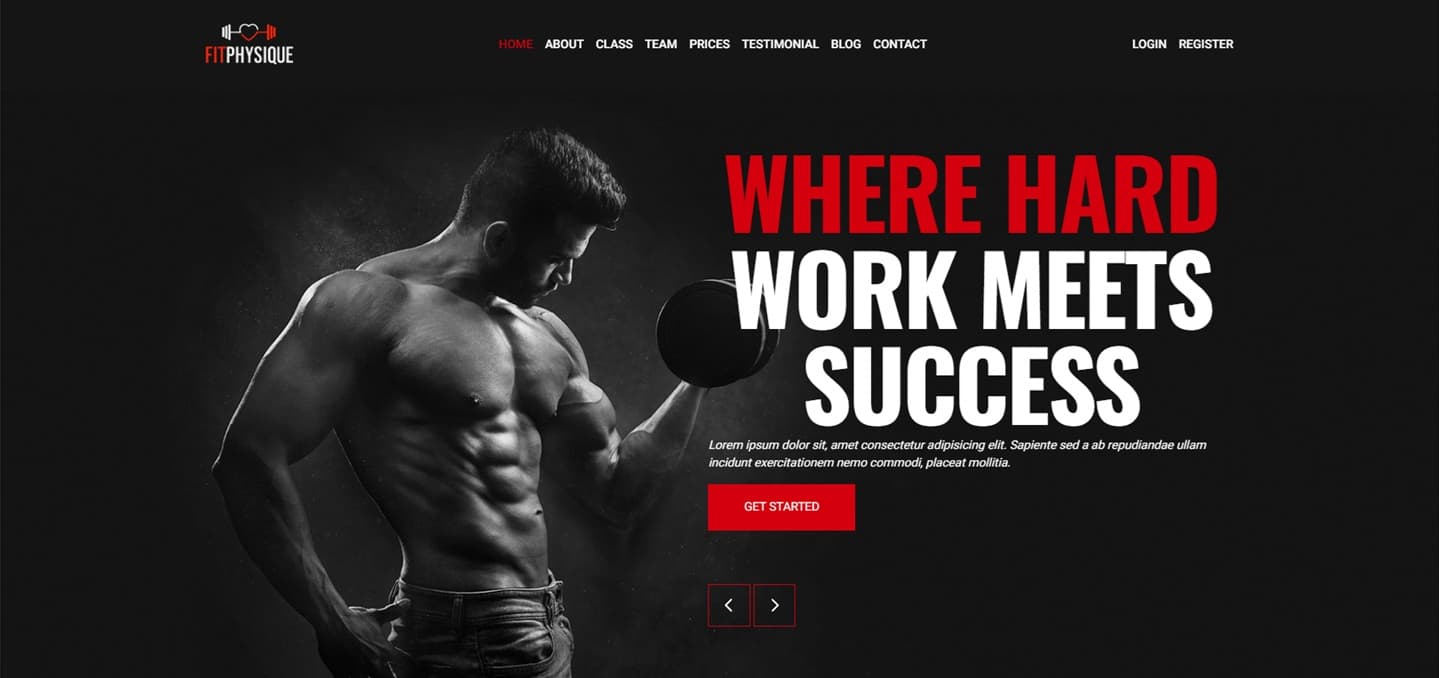 FITPHYSIQUE
HOME ABOUT CLASS TEAM PRICES TESTIMONIAL BLOG CONTACT
LOGIN REGISTER
WHERE HARD
WORK MEETS
SUCCESS
Lorem ipsum dolor sit, amet consectetur adipisicing elit. Sapiente sed a ab repudiandae ullam
incidunt exercitationem nemo commodi, placeat mollitia.
GET STARTED